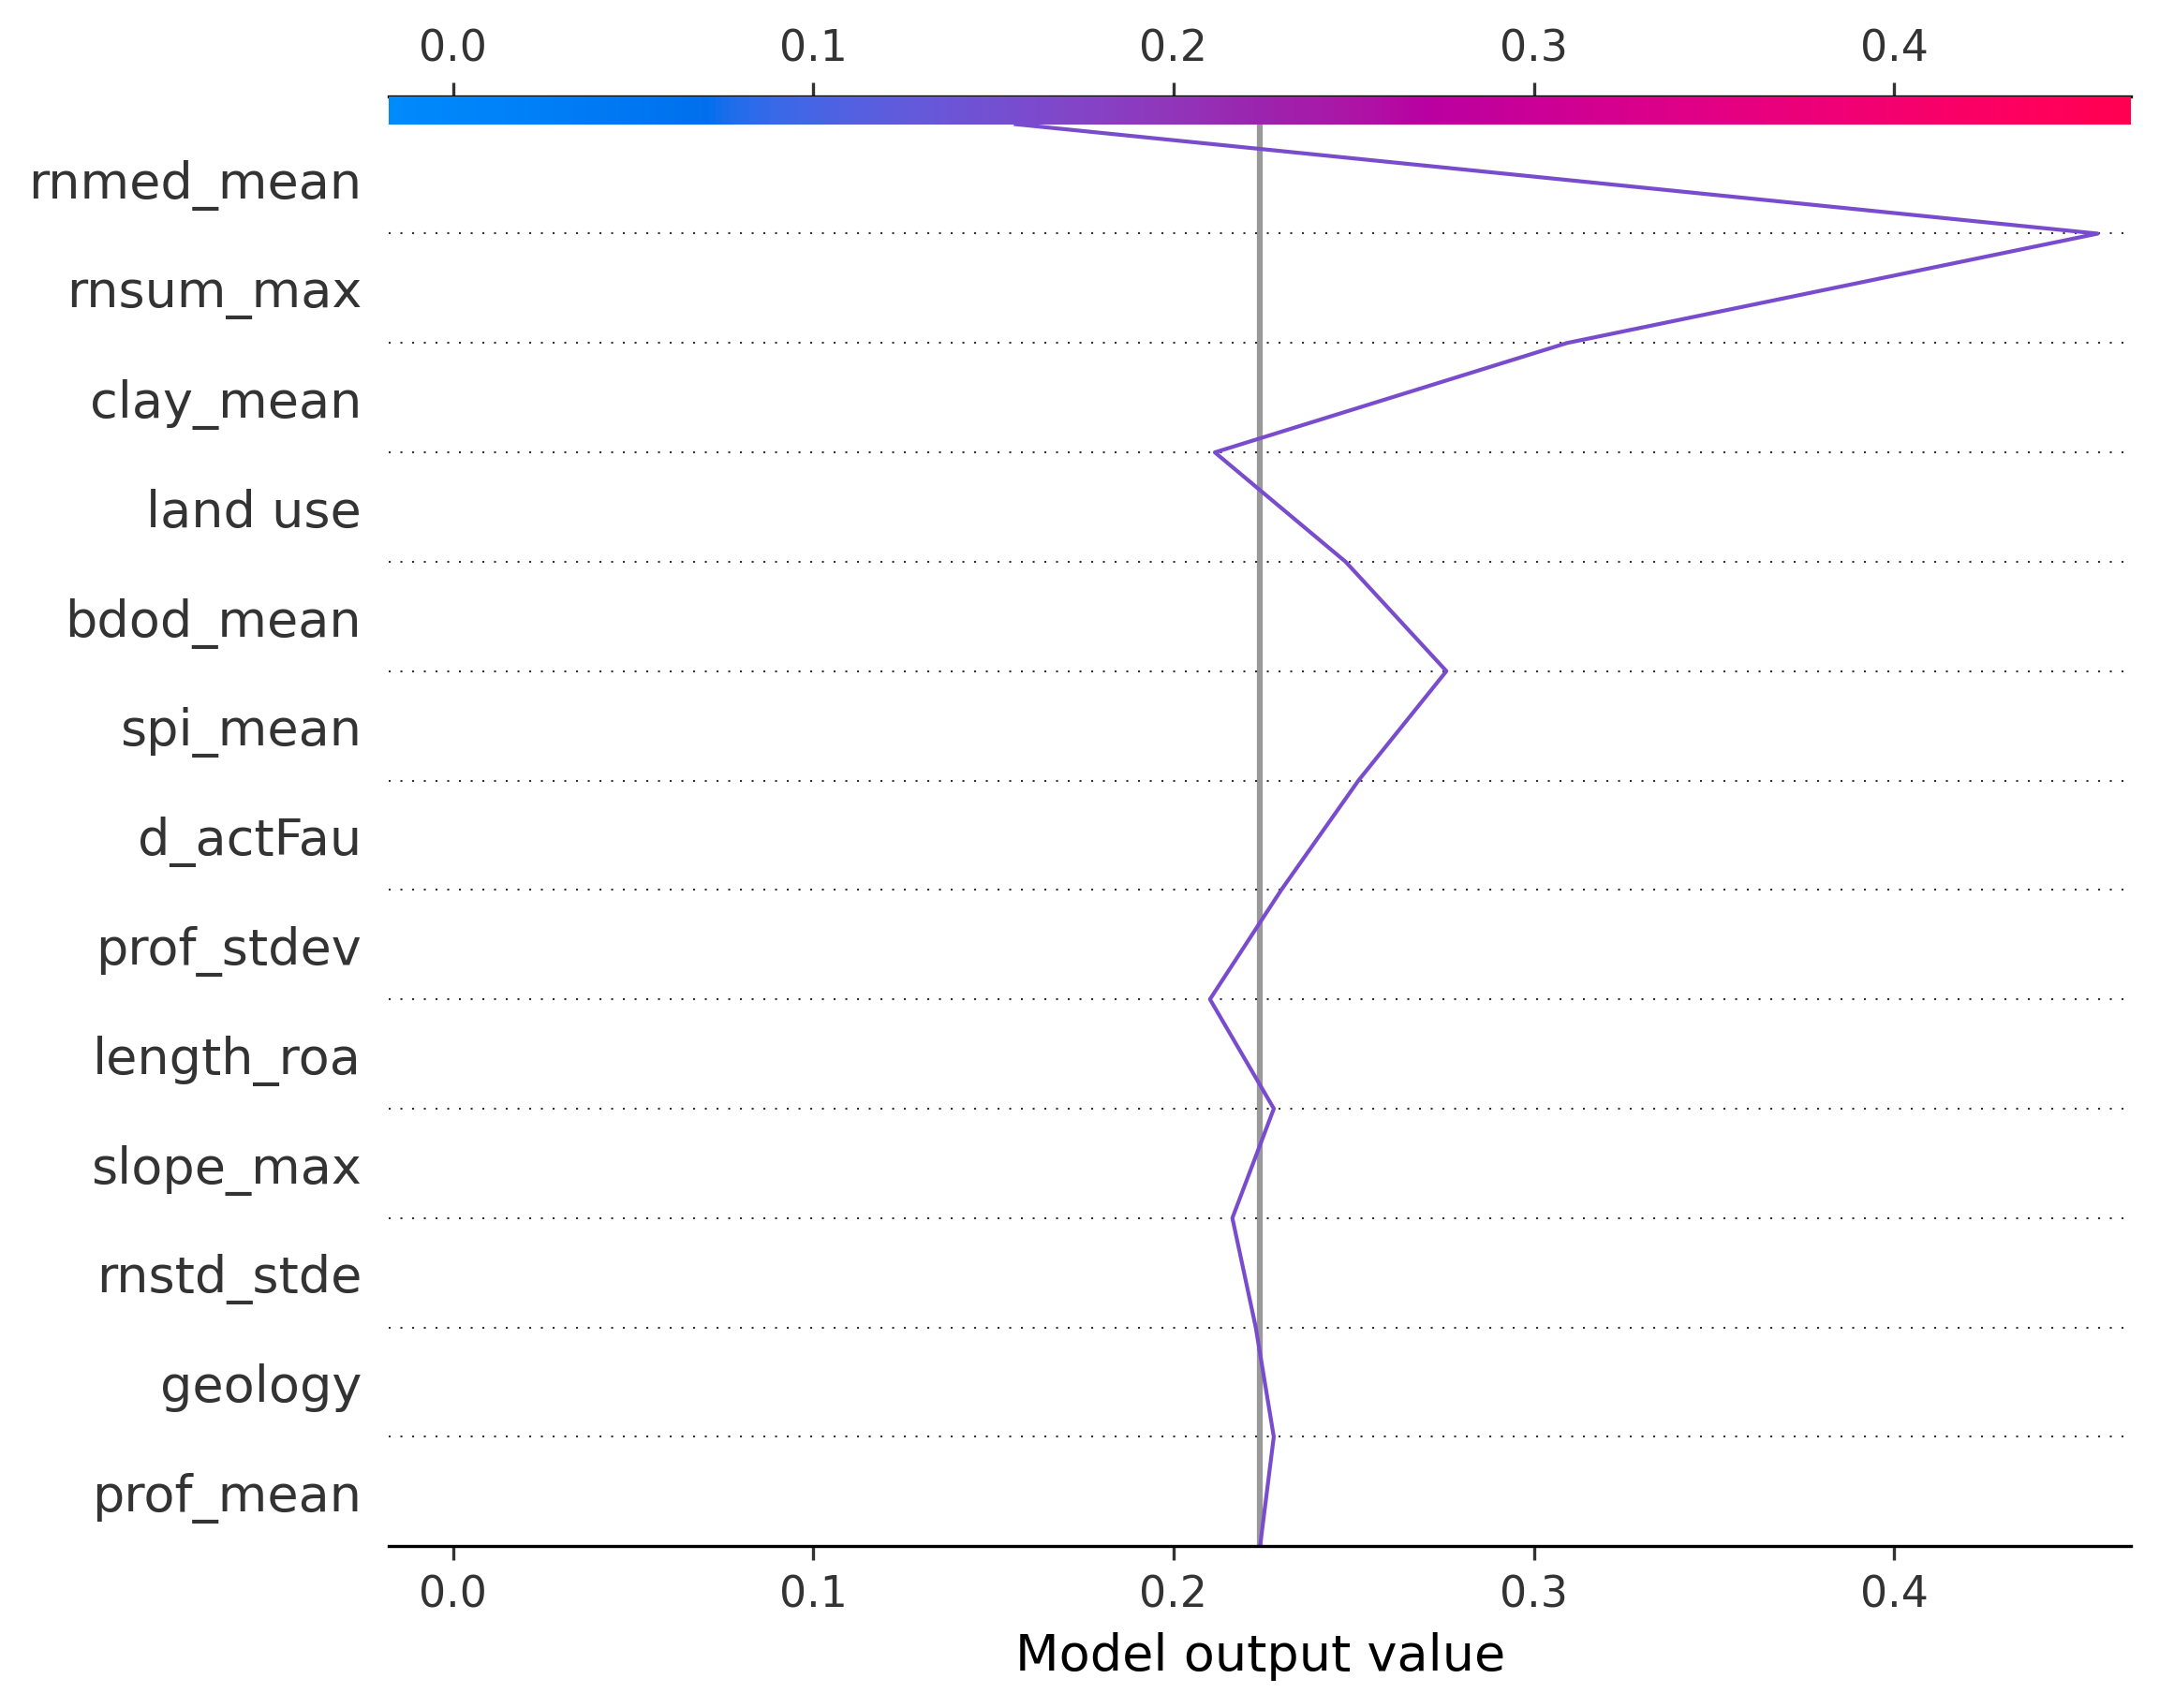 0.0 0.1 0.2 0.3 0.4
rnmed_mean
rnsum_max
clay_mean
land use
bdod_mean
spi_mean
d_actFau
prof_stdev
length_roa
slope_max
rnstd_stde
geology
prof_mean
0.0 0.1 0.2 0.3 0.4
Model output value